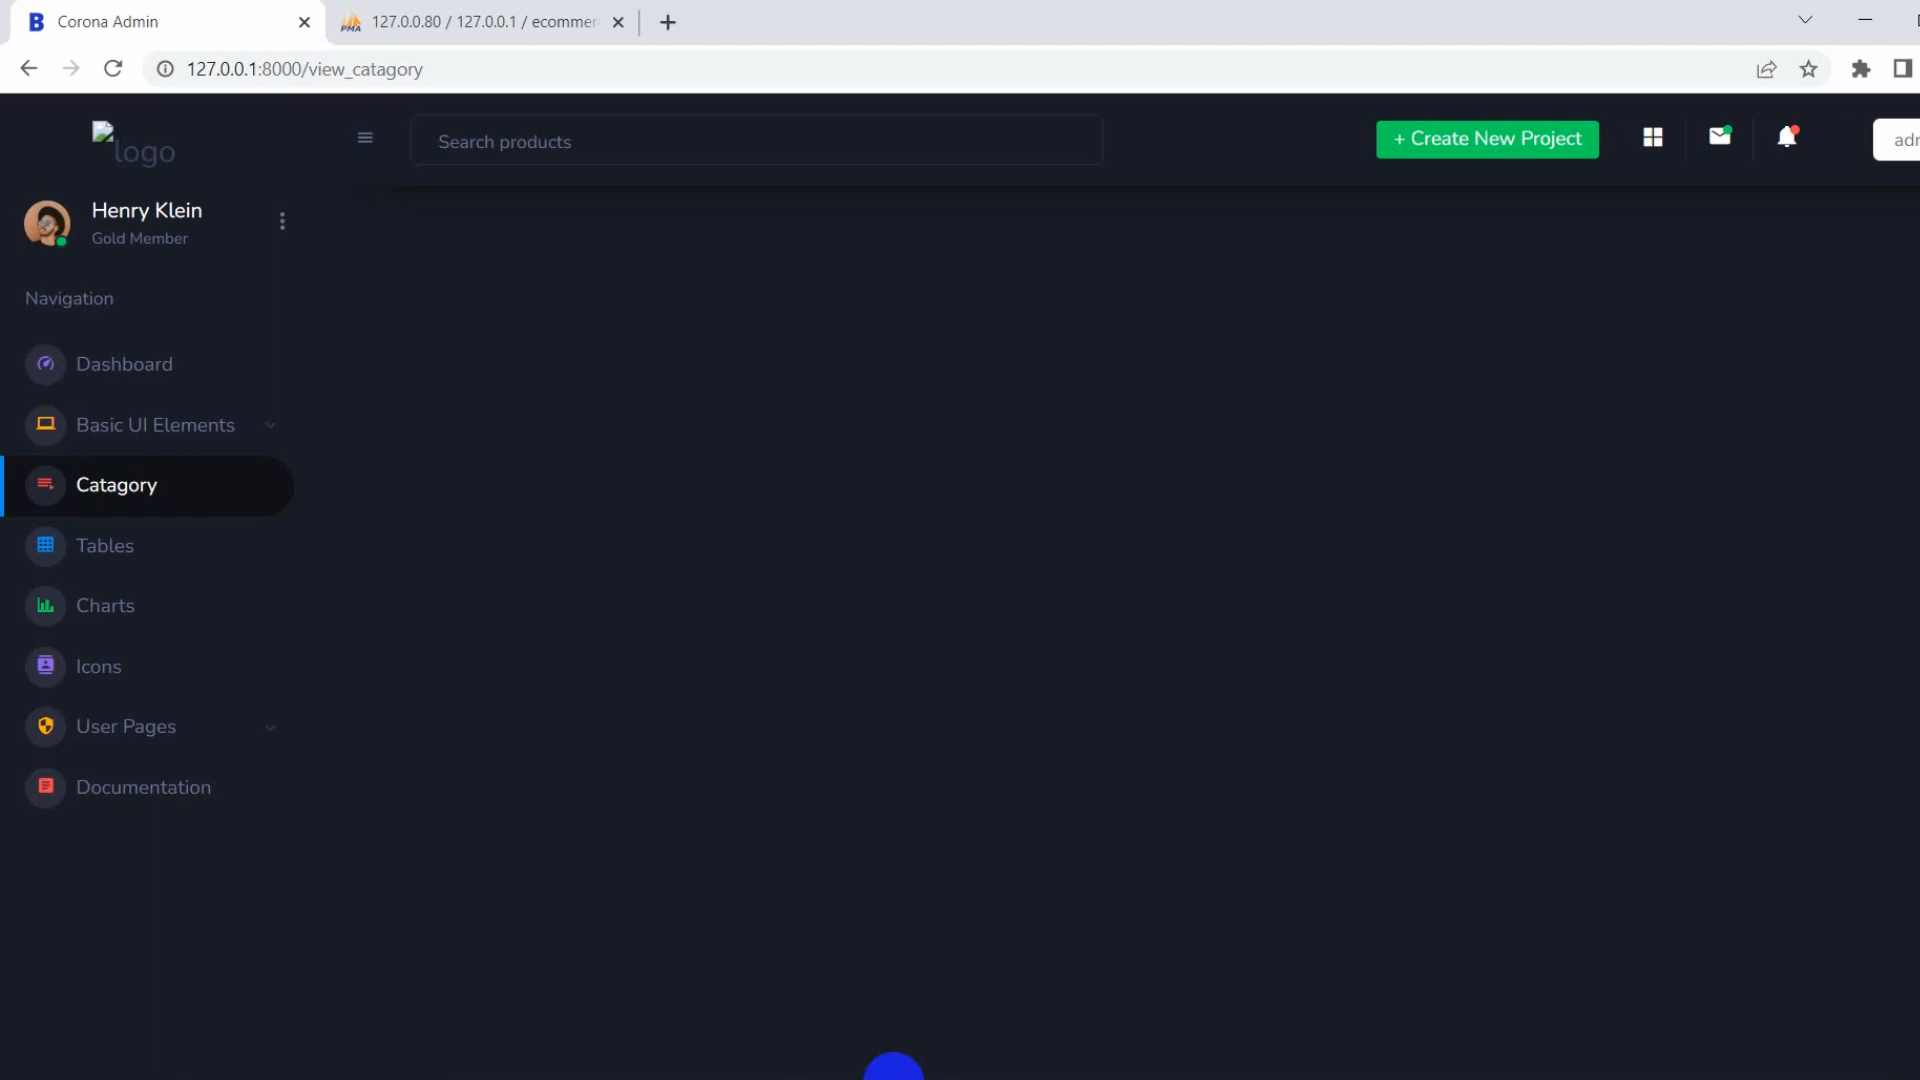 B Corona Admin
PMA 127.0.0.80 / 127.0.0.1 / ecommer
127.0.0.1:8000/view_catagory
logo
Search products
+ Create New Project
adr
Henry Klein
Gold Member
Navigation
Dashboard
Basic UI Elements
Catagory
Tables
Charts
Icons
User Pages
Documentation